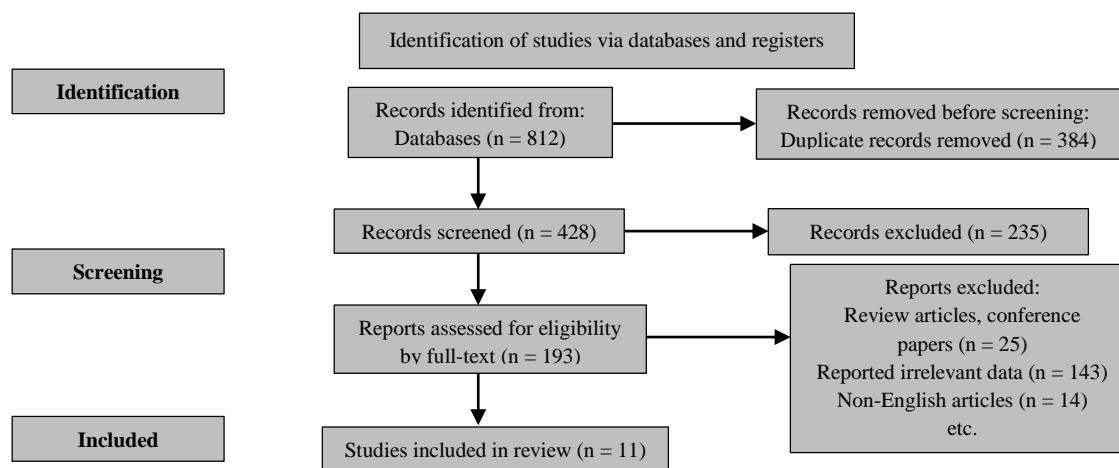 Identification of studies via databases and registers
Identification
Records identified from:
Databases (n = 812)
Records removed before screening:
Duplicate records removed (n = 384)
Records screened (n = 428)
Records excluded (n = 235)
Screening
Reports assessed for eligibility
by full-text (n = 193)
Reports excluded:
Review articles, conference
papers (n = 25)
Reported irrelevant data (n = 143)
Non-English articles (n = 14)
etc.
Included
Studies included in review (n = 11)